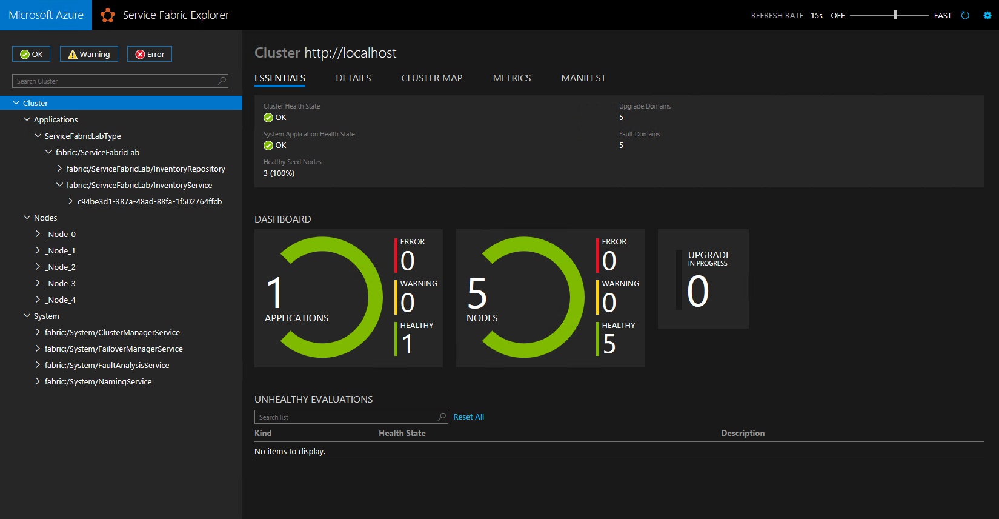 Microsoft Azure
Service Fabric Explorer
REFRESH RATE 15s OFF FAST
OK
Warning
Error
Search Cluster
Cluster
Applications
ServiceFabricLabType
fabric:/ServiceFabricLab
fabric:/ServiceFabricLab/InventoryRepository
fabric:/ServiceFabricLab/InventoryService
c94be3d1-387a-48ad-88fa-1f502764ffcb
Nodes
_Node_0
_Node_1
_Node_2
_Node_3
_Node_4
System
fabric:/System/ClusterManagerService
fabric:/System/FailoverManagerService
fabric:/System/FaultAnalysisService
fabric:/System/NamingService
Cluster http://localhost
ESSENTIALS DETAILS CLUSTER MAP METRICS MANIFEST
Cluster Health State
OK
System Application Health State
OK
Healthy Seed Nodes
3 (100%)
Upgrade Domains
5
Fault Domains
5
DASHBOARD
1
APPLICATIONS
ERROR
0
WARNING
0
HEALTHY
1
5
NODES
ERROR
0
WARNING
0
HEALTHY
5
UPGRADE
IN PROGRESS
0
UNHEALTHY EVALUATIONS
Search list
Reset All
Kind Health State Description
No items to display.